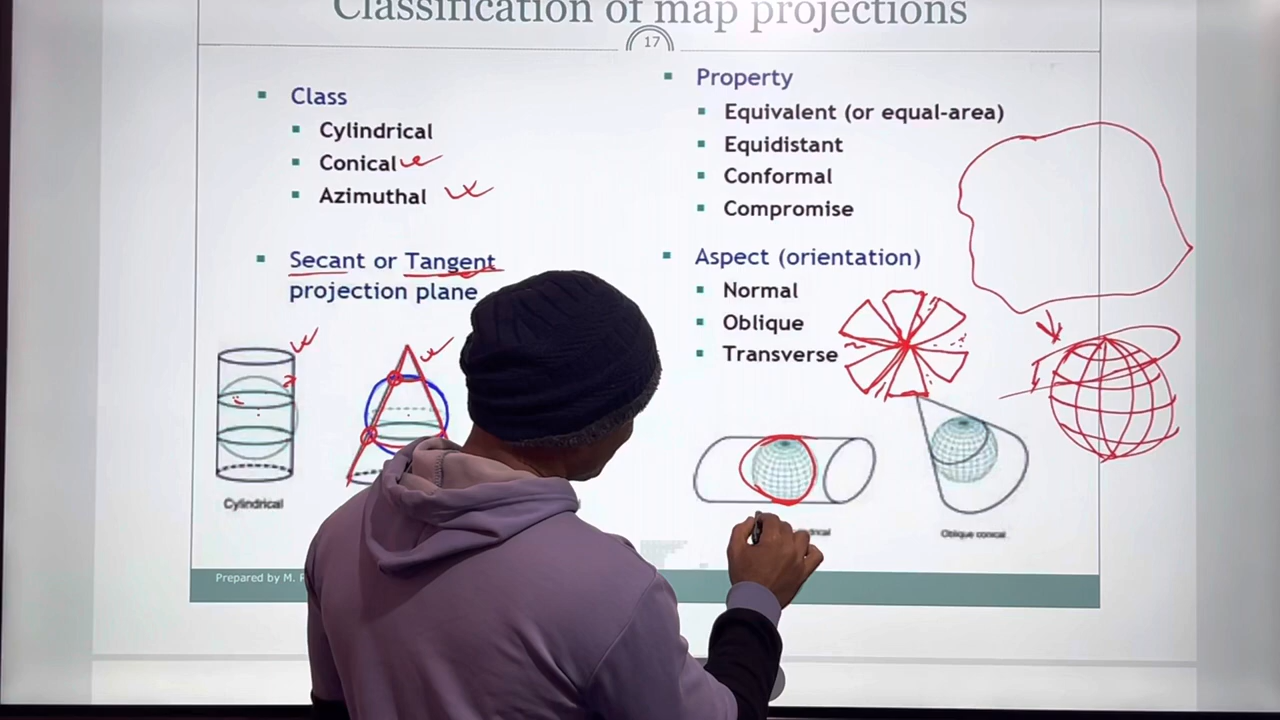 Classification of map projections
17
Class
Cylindrical
Conical
Azimuthal
Secant or Tangent
projection plane
Cylindrical
Prepared by M.
Property
Equivalent (or equal-area)
Equidistant
Conformal
Compromise
Aspect (orientation)
Normal
Oblique
Transverse
Oblique conical